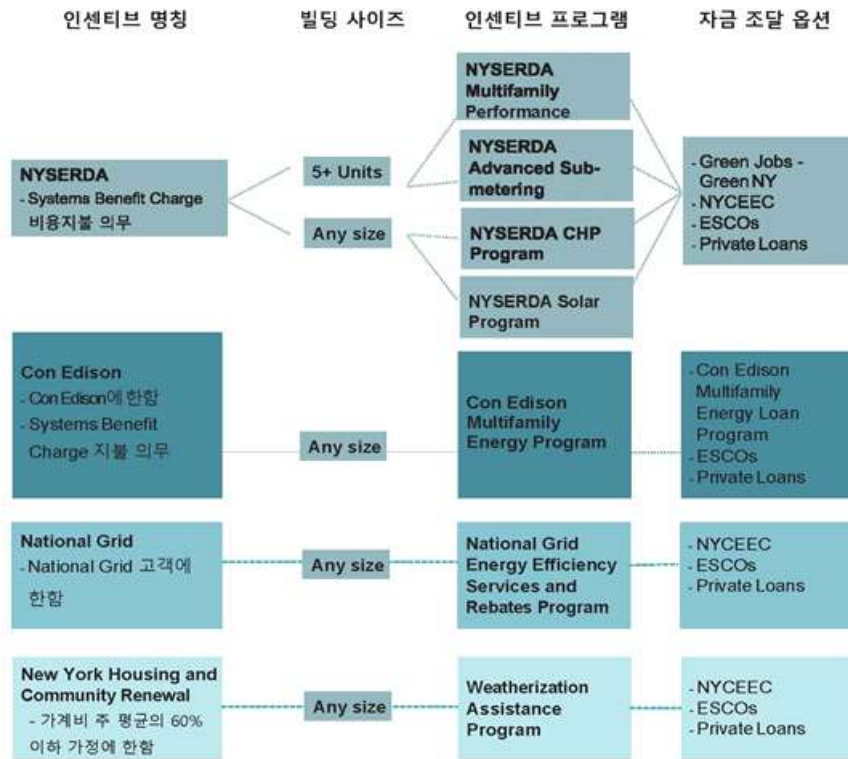 인센티브 명칭
빌딩 사이즈
인센티브 프로그램
자금 조달 옵션
NYSERDA
- Systems Benefit Charge
비용지불 의무
5+ Units
Any size
NYSERDA
Multifamily
Performance
NYSERDA
Advanced Sub-
metering
NYSERDA CHP
Program
NYSERDA Solar
Program
- Green Jobs -
Green NY
- NYCEEC
- ESCOs
- Private Loans
Con Edison
- Con Edison에 한함
- Systems Benefit
Charge 지불 의무
Any size
Con Edison
Multifamily
Energy Program
- Con Edison
Multifamily
Energy Loan
Program
- ESCOs
- Private Loans
National Grid
- National Grid 고객에
한함
Any size
National Grid
Energy Efficiency
Services and
Rebates Program
- NYCEEC
- ESCOs
- Private Loans
New York Housing and
Community Renewal
- 가계비 주 평균의 60%
이하 가정에 한함
Any size
Weatherization
Assistance
Program
- NYCEEC
- ESCOs
- Private Loans